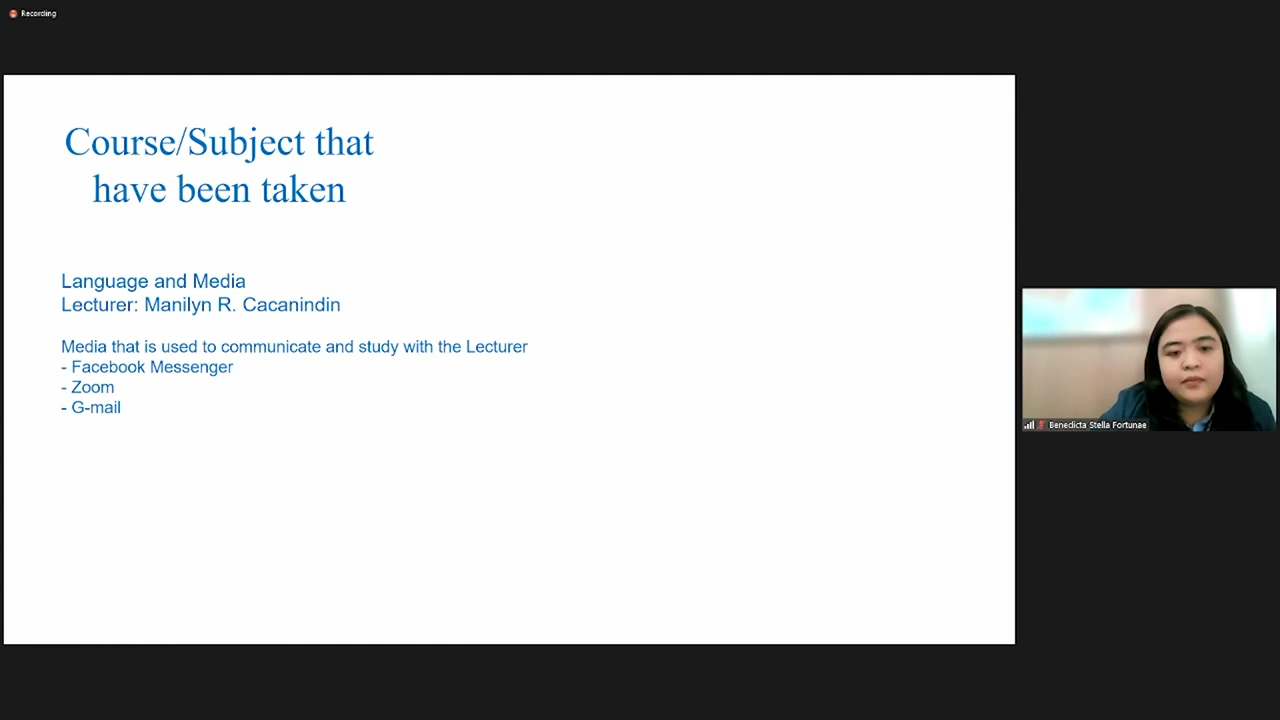 Recording
Course/Subject that
have been taken
Language and Media
Lecturer: Manilyn R. Cacanindin
Media that is used to communicate and study with the Lecturer
- Facebook Messenger
- Zoom
- G-mail
Benedicta Stella Fortunae